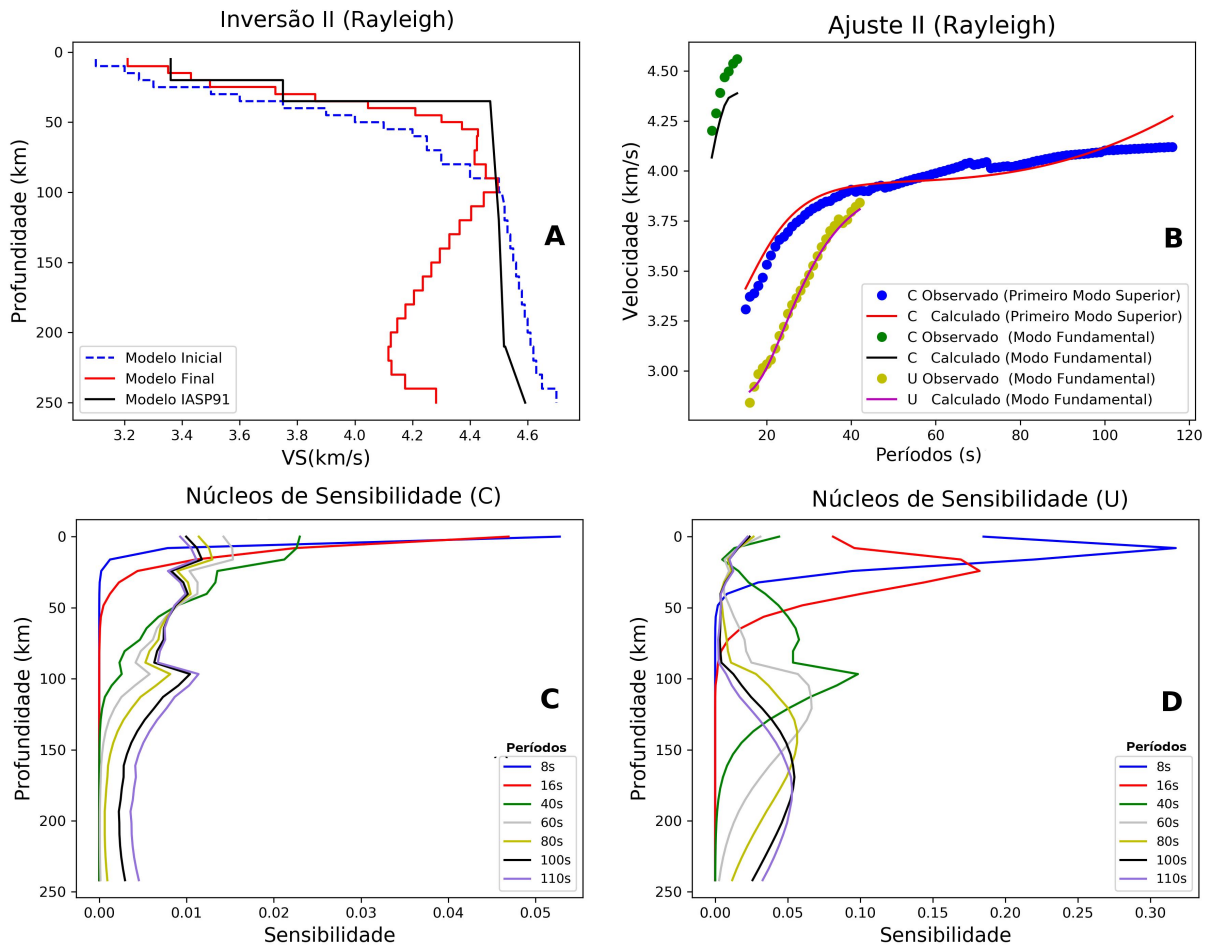 Inversão II (Rayleigh)
0
50
100
150
200
250
Profundidade (km)
3.2 3.4 3.6 3.8 4.0 4.2 4.4 4.6
VS(km/s)
A
Modelo Inicial
Modelo Final
Modelo IASP91
Ajuste II (Rayleigh)
4.50
4.25
4.00
3.75
3.50
3.25
3.00
Velocidade (km/s)
20 40 60 80 100 120
Períodos (s)
B
C Observado (Primeiro Modo Superior)
C Calculado (Primeiro Modo Superior)
C Observado (Modo Fundamental)
C Calculado (Modo Fundamental)
U Observado (Modo Fundamental)
U Calculado (Modo Fundamental)
Núcleos de Sensibilidade (C)
0
50
100
150
200
250
Profundidade (km)
0.00 0.01 0.02 0.03 0.04 0.05
Sensibilidade
C
Períodos
8s
16s
40s
60s
80s
100s
110s
Núcleos de Sensibilidade (U)
0
50
100
150
200
250
Profundidade (km)
0.00 0.05 0.10 0.15 0.20 0.25 0.30
Sensibilidade
D
Períodos
8s
16s
40s
60s
80s
100s
110s